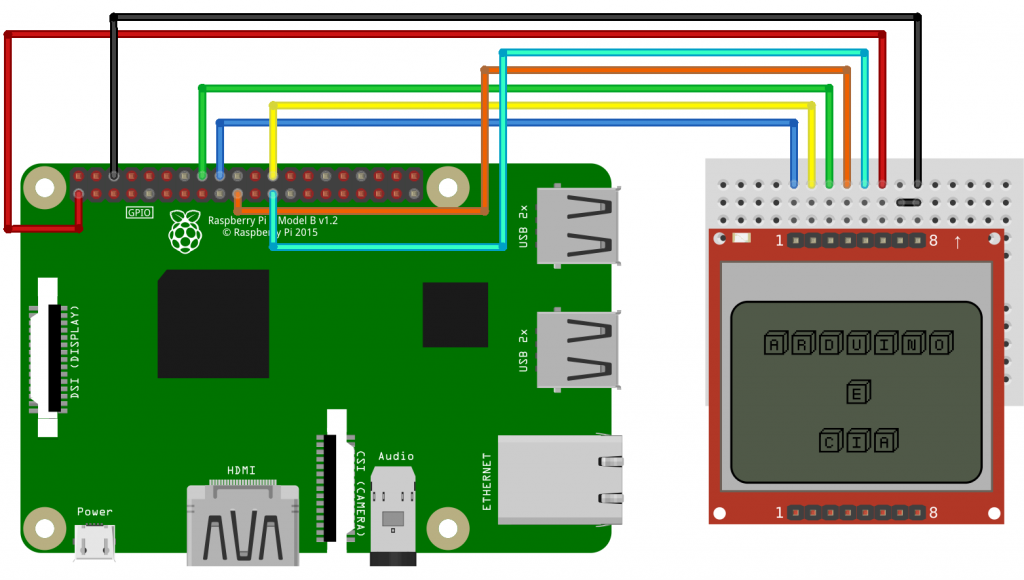 GPIO
Raspberry Pi Model B v1.2
© Raspberry Pi 2015
USB 2x
1 8 ↑
DSI (DISPLAY)
ARDUINO
USB 2x
E
CIA
CSI (CAMERA)
Audio
ETHERNET
HDMI
Power
1 8